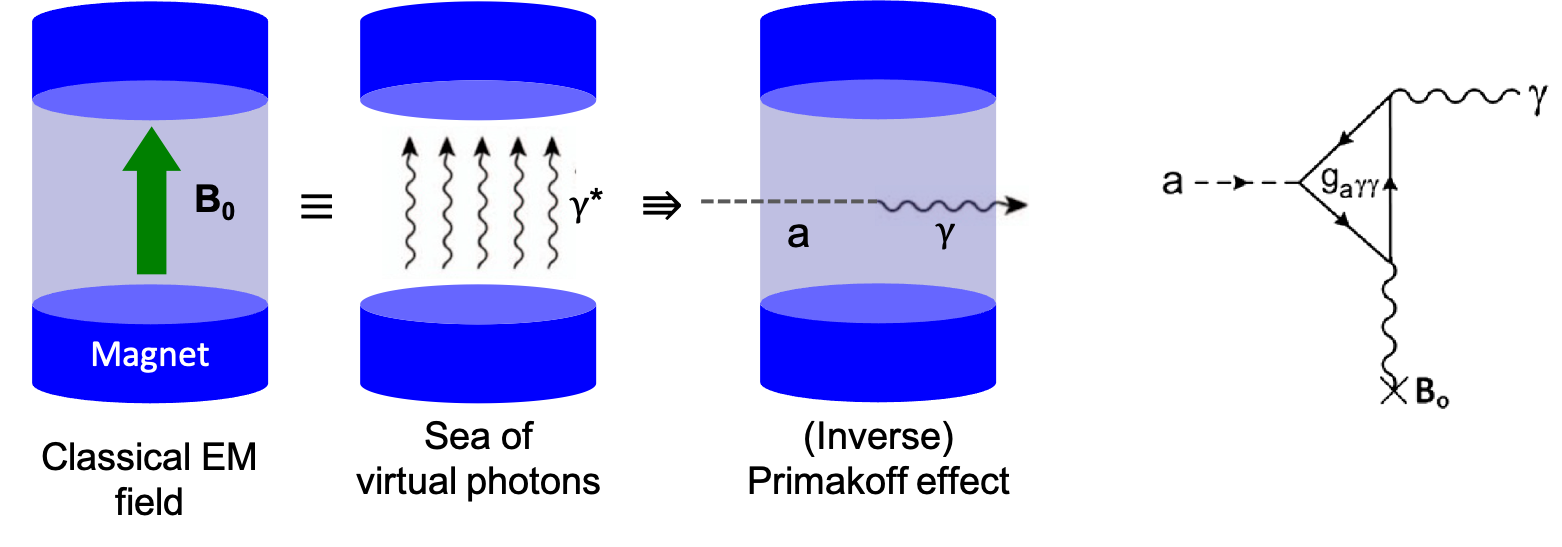 B₀
Magnet
Classical EM
field
≡
γ*
Sea of
virtual photons
⇛
a
γ
(Inverse)
Primakoff effect
a
gₐγγ
γ
B₀